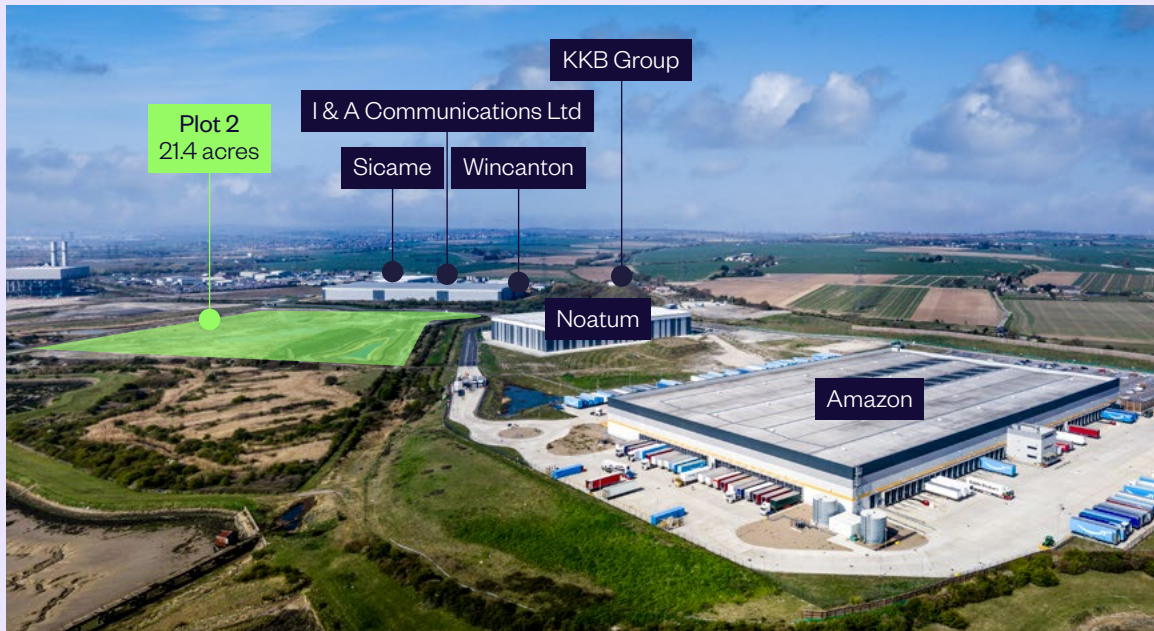 KKB Group
Plot 2
21.4 acres
I & A Communications Ltd
Sicame
Wincanton
Noatum
Amazon